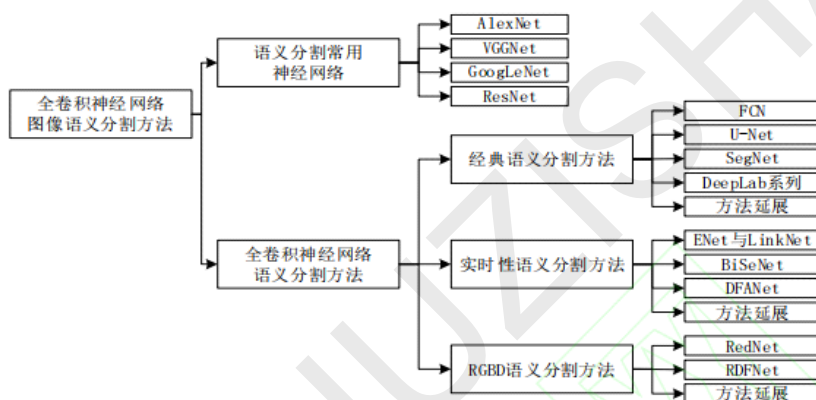 全卷积神经网络
图像语义分割方法
语义分割常用
神经网络
AlexNet
VGGNet
GoogLeNet
ResNet
全卷积神经网络
语义分割方法
经典语义分割方法
FCN
U-Net
SegNet
DeepLab系列
方法延展
实时性语义分割方法
ENet与LinkNet
BiSeNet
DFANet
方法延展
RGBD语义分割方法
RedNet
RDFNet
方法延展